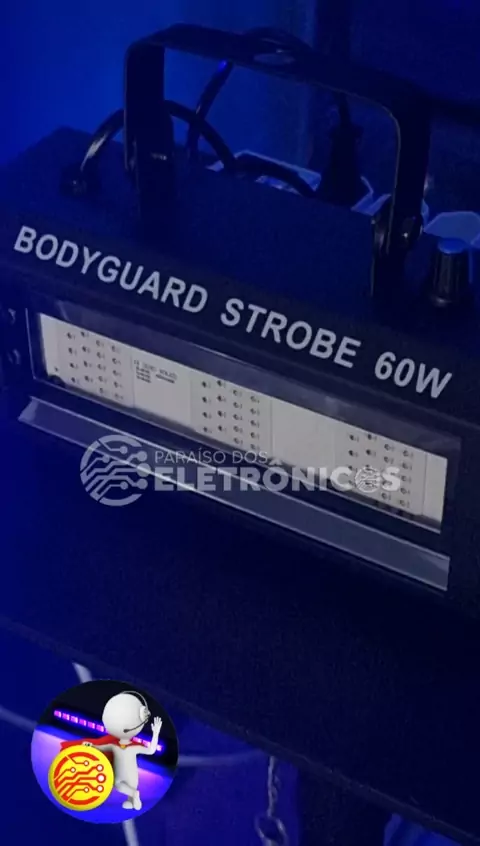 BODYGUARD STROBE 60W
PARAÍSO DOS
ELETRÔNICOS